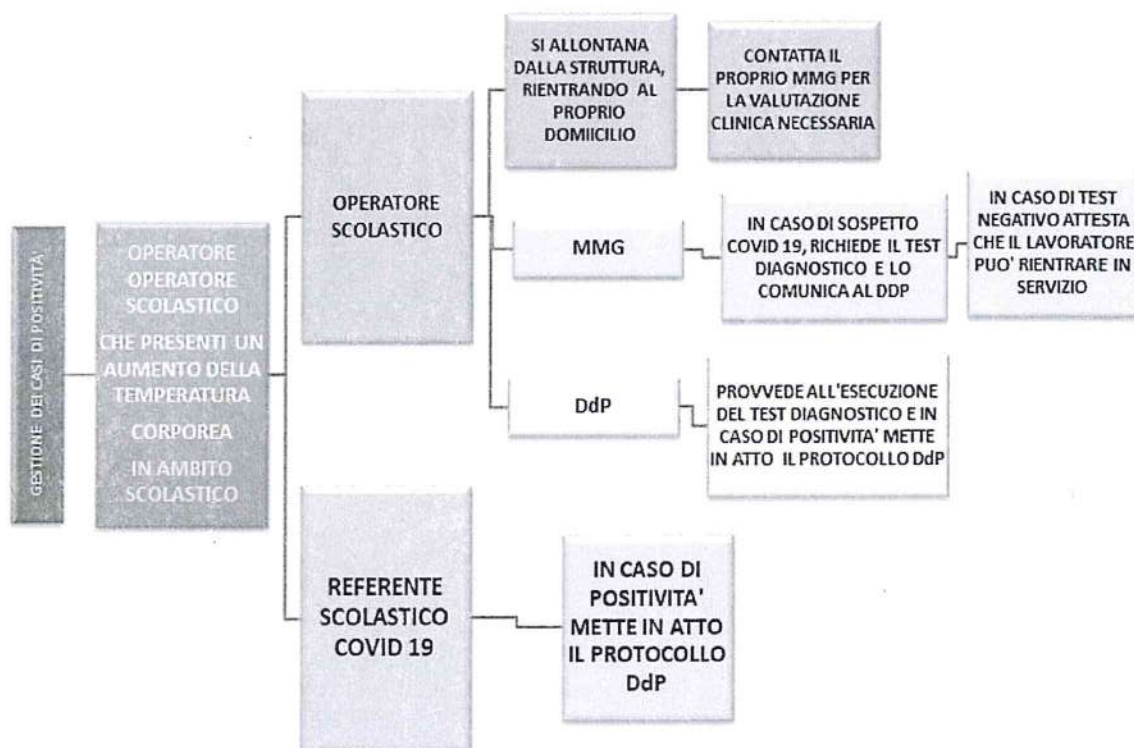 GESTIONE DEI CASI DI POSITIVITÀ
OPERATORE
OPERATORE
SCOLASTICO
CHE PRESENTI UN
AUMENTO DELLA
TEMPERATURA
CORPOREA
IN AMBITO
SCOLASTICO
OPERATORE
SCOLASTICO
SI ALLONTANA
DALLA STRUTTURA,
RIENTRANDO AL
PROPRIO
DOMIICILIO
CONTATTA IL
PROPRIO MMG PER
LA VALUTAZIONE
CLINICA NECESSARIA
MMG
IN CASO DI SOSPETTO
COVID 19, RICHIEDE IL TEST
DIAGNOSTICO E LO
COMUNICA AL DDP
IN CASO DI TEST
NEGATIVO ATTESTA
CHE IL LAVORATORE
PUO' RIENTRARE IN
SERVIZIO
DdP
PROVVEDE ALL'ESECUZIONE
DEL TEST DIAGNOSTICO E IN
CASO DI POSITIVITA' METTE
IN ATTO IL PROTOCOLLO DdP
REFERENTE
SCOLASTICO
COVID 19
IN CASO DI
POSITIVITA'
METTE IN ATTO
IL PROTOCOLLO
DdP